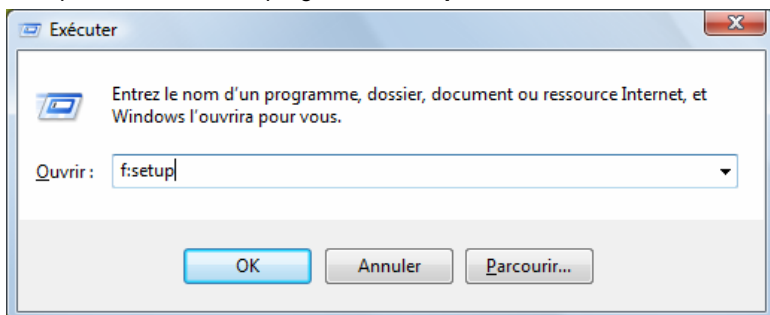 Exécuter
Entrez le nom d'un programme, dossier, document ou ressource Internet, et
Windows l'ouvrira pour vous.
Ouvrir : f:setup
OK Annuler Parcourir...